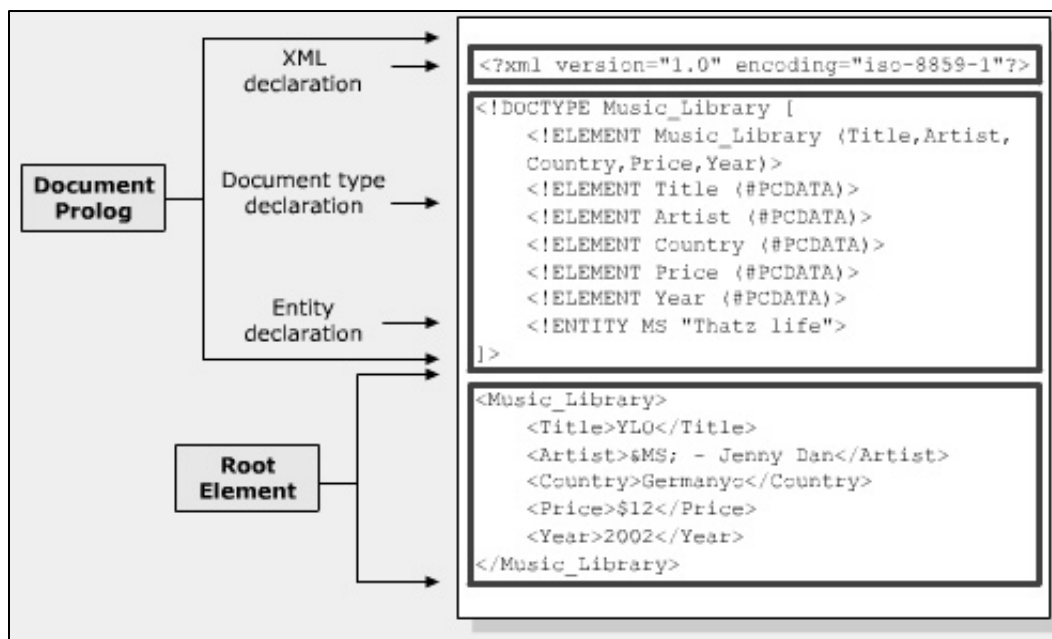 XML
declaration
Document type
declaration
Entity
declaration
Document
Prolog
Root
Element
<?xml version="1.0" encoding="iso-8859-1"?>
<!DOCTYPE Music_Library [
<!ELEMENT Music_Library (Title,Artist,
Country,Price,Year)>
<!ELEMENT Title (#PCDATA)>
<!ELEMENT Artist (#PCDATA)>
<!ELEMENT Country (#PCDATA)>
<!ELEMENT Price (#PCDATA)>
<!ELEMENT Year (#PCDATA)>
<!ENTITY MS "Thatz life">
]>
<Music_Library>
<Title>YLO</Title>
<Artist>&MS; - Jenny Dan</Artist>
<Country>Germanyo</Country>
<Price>$12</Price>
<Year>2002</Year>
</Music_Library>